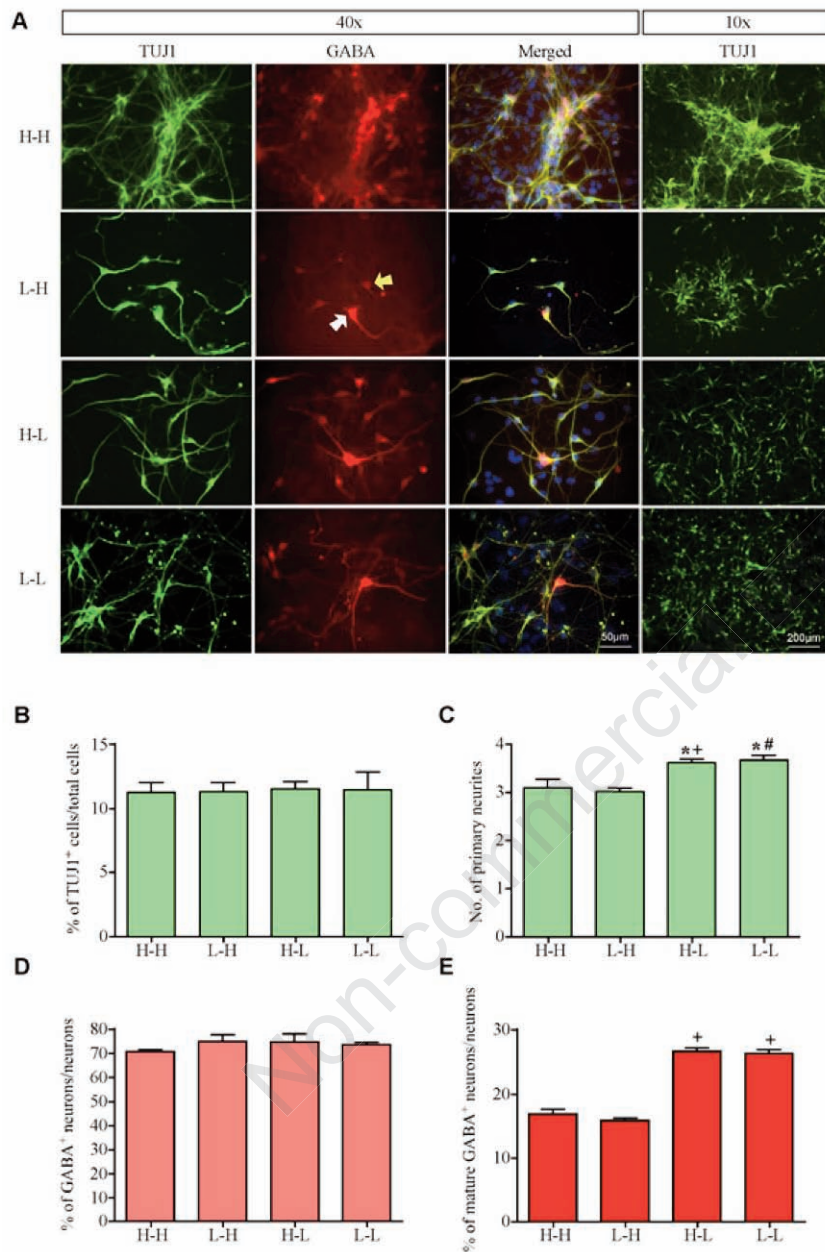 A
40x 10x
TUJ1 GABA Merged TUJ1
H-H
L-H
H-L
L-L
50μm 200μm
B
% of TUJ1⁺ cells/total cells
15
10
5
0
H-H L-H H-L L-L
C
No. of primary neurites
4
3
2
1
0
*+ *#
H-H L-H H-L L-L
D
% of GABA⁺ neurons/neurons
80
70
60
50
40
30
20
10
0
H-H L-H H-L L-L
E
% of mature GABA⁺ neurons/neurons
30
20
10
0
+ +
H-H L-H H-L L-L
Non-commercial